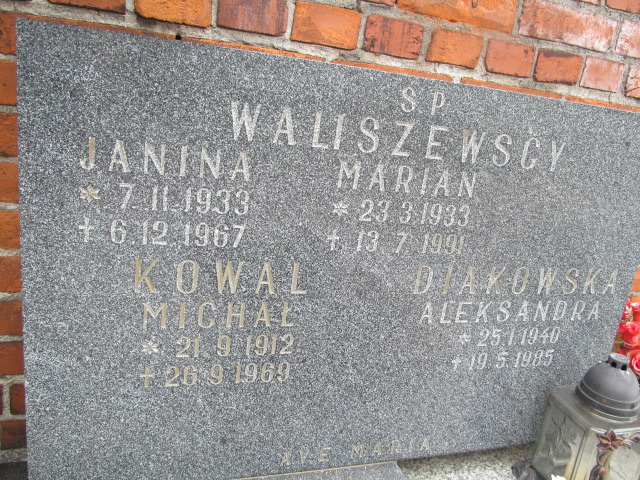 SP
WALISZEWSCY
JANINA
* 7.11.1933
+ 6.12.1967
MARIAN
* 23.3.1933
+ 13.7.1991
KOWAL
MICHAŁ
* 21.9.1912
+ 26.9.1969
DIAKOWSKA
ALEKSANDRA
* 25.1.1940
+ 19.5.1985
AVE MARIA